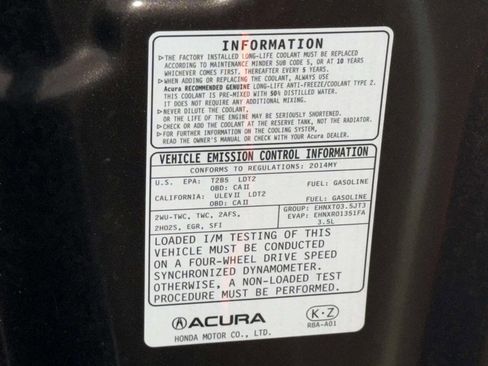 INFORMATION
▷THE FACTORY INSTALLED LONG-LIFE COOLANT MUST BE REPLACED
ACCORDING TO MAINTENANCE MINDER SUB CODE 5, OR AT 10 YEARS
WHICHEVER COMES FIRST, THEREAFTER EVERY 5 YEARS.
▷WHEN ADDING OR REPLACING THE COOLANT, ALWAYS USE
Acura RECOMMENDED GENUINE LONG-LIFE ANTI-FREEZE/COOLANT TYPE 2.
THIS COOLANT IS PRE-MIXED WITH 50% DISTILLED WATER.
IT DOES NOT REQUIRE ANY ADDITIONAL MIXING.
▷NEVER DILUTE THE COOLANT,
OR THE LIFE OF THE ENGINE MAY BE SERIOUSLY SHORTENED.
▷CHECK OR ADD THE COOLANT AT THE RESERVE TANK, NOT THE RADIATOR.
▷FOR FURTHER INFORMATION ON THE COOLING SYSTEM,
READ THE OWNER'S MANUAL OR CHECK WITH YOUR Acura DEALER.
VEHICLE EMISSION CONTROL INFORMATION
CONFORMS TO REGULATIONS: 2014MY
U.S. EPA: T2B5 LDT2 FUEL: GASOLINE
OBD: CAII
CALIFORNIA: ULEVII LDT2 FUEL: GASOLINE
OBD: CAII
2WU-TWC, TWC, 2AFS, GROUP: EHNXT03.5JT3
2HO2S, EGR, SFI EVAP: EHNXR0135IFA
3.5L
LOADED I/M TESTING OF THIS
VEHICLE MUST BE CONDUCTED
ON A FOUR-WHEEL DRIVE SPEED
SYNCHRONIZED DYNAMOMETER.
OTHERWISE, A NON-LOADED TEST
PROCEDURE MUST BE PERFORMED.
ACURA K·Z
HONDA MOTOR CO., LTD. RBA-A01